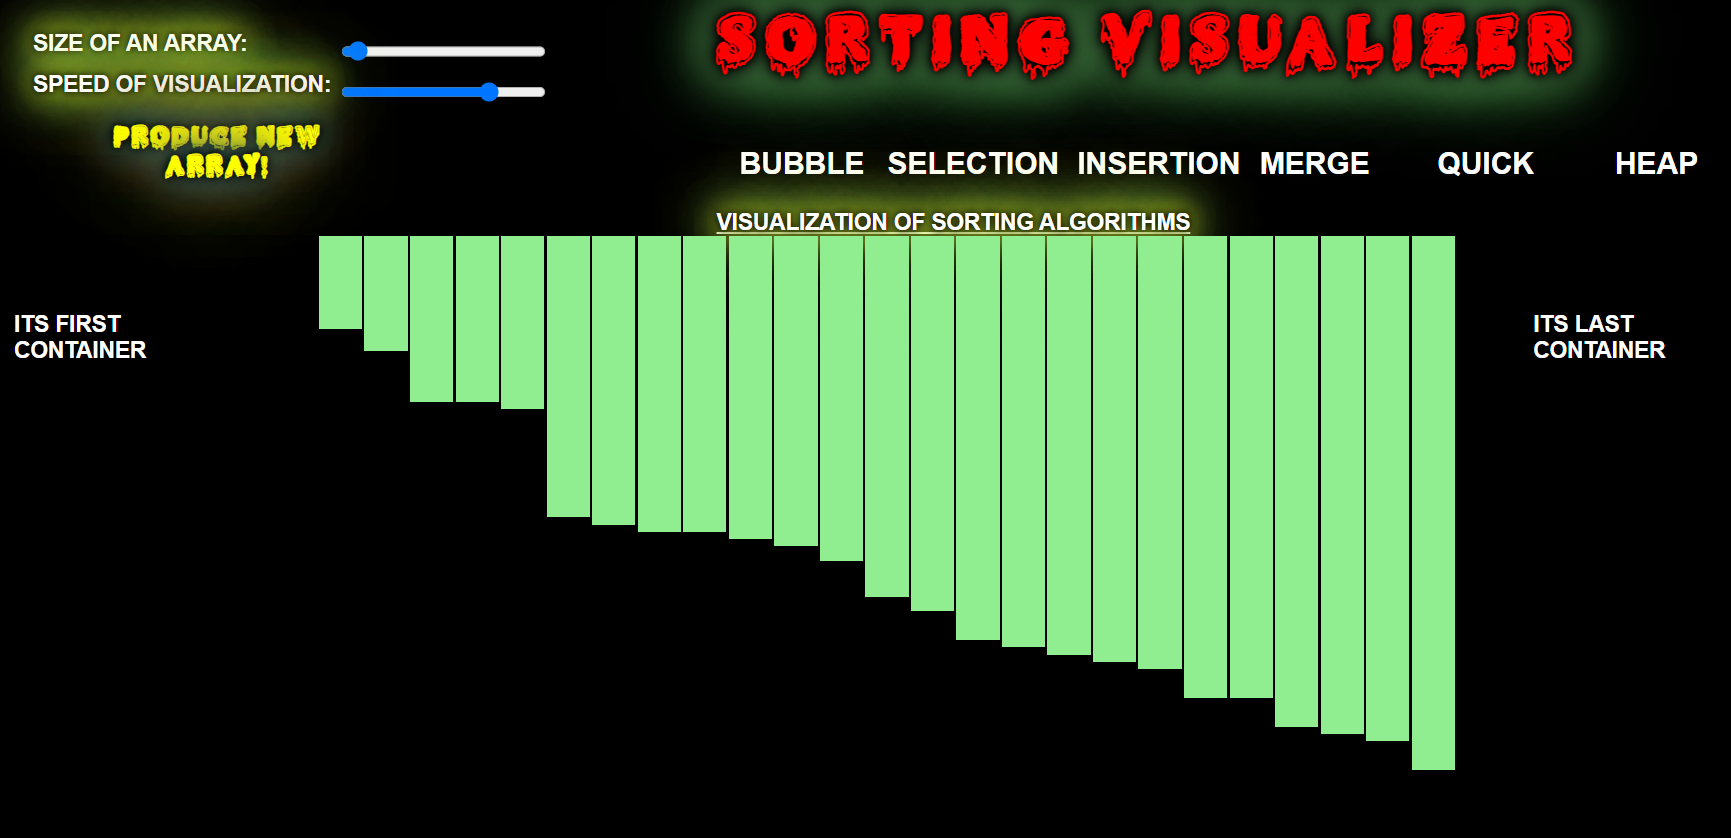 SIZE OF AN ARRAY:
SPEED OF VISUALIZATION:
PRODUCE NEW
ARRAY!
SORTING VISUALIZER
BUBBLE SELECTION INSERTION MERGE QUICK HEAP
VISUALIZATION OF SORTING ALGORITHMS
ITS FIRST
CONTAINER
ITS LAST
CONTAINER